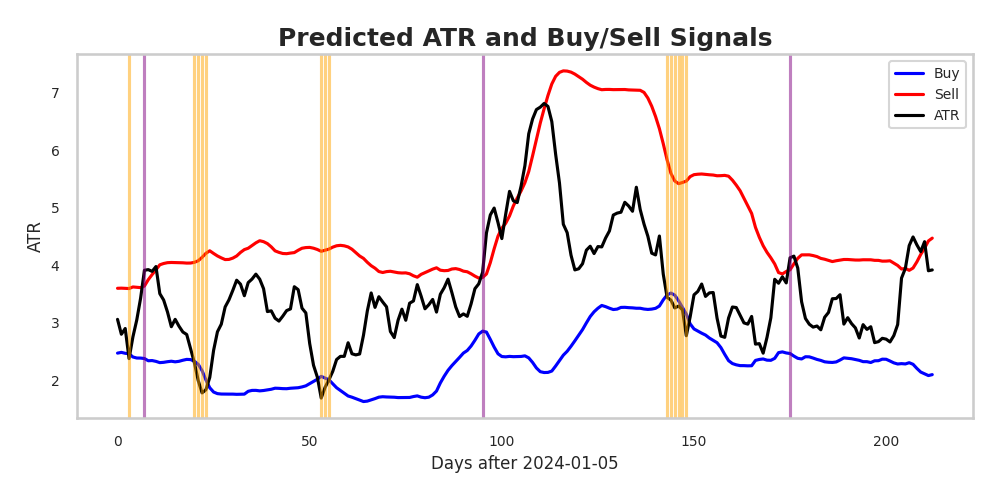 Predicted ATR and Buy/Sell Signals
Buy
Sell
ATR
7
6
5
4
3
2
ATR
0
50
100
150
200
Days after 2024-01-05